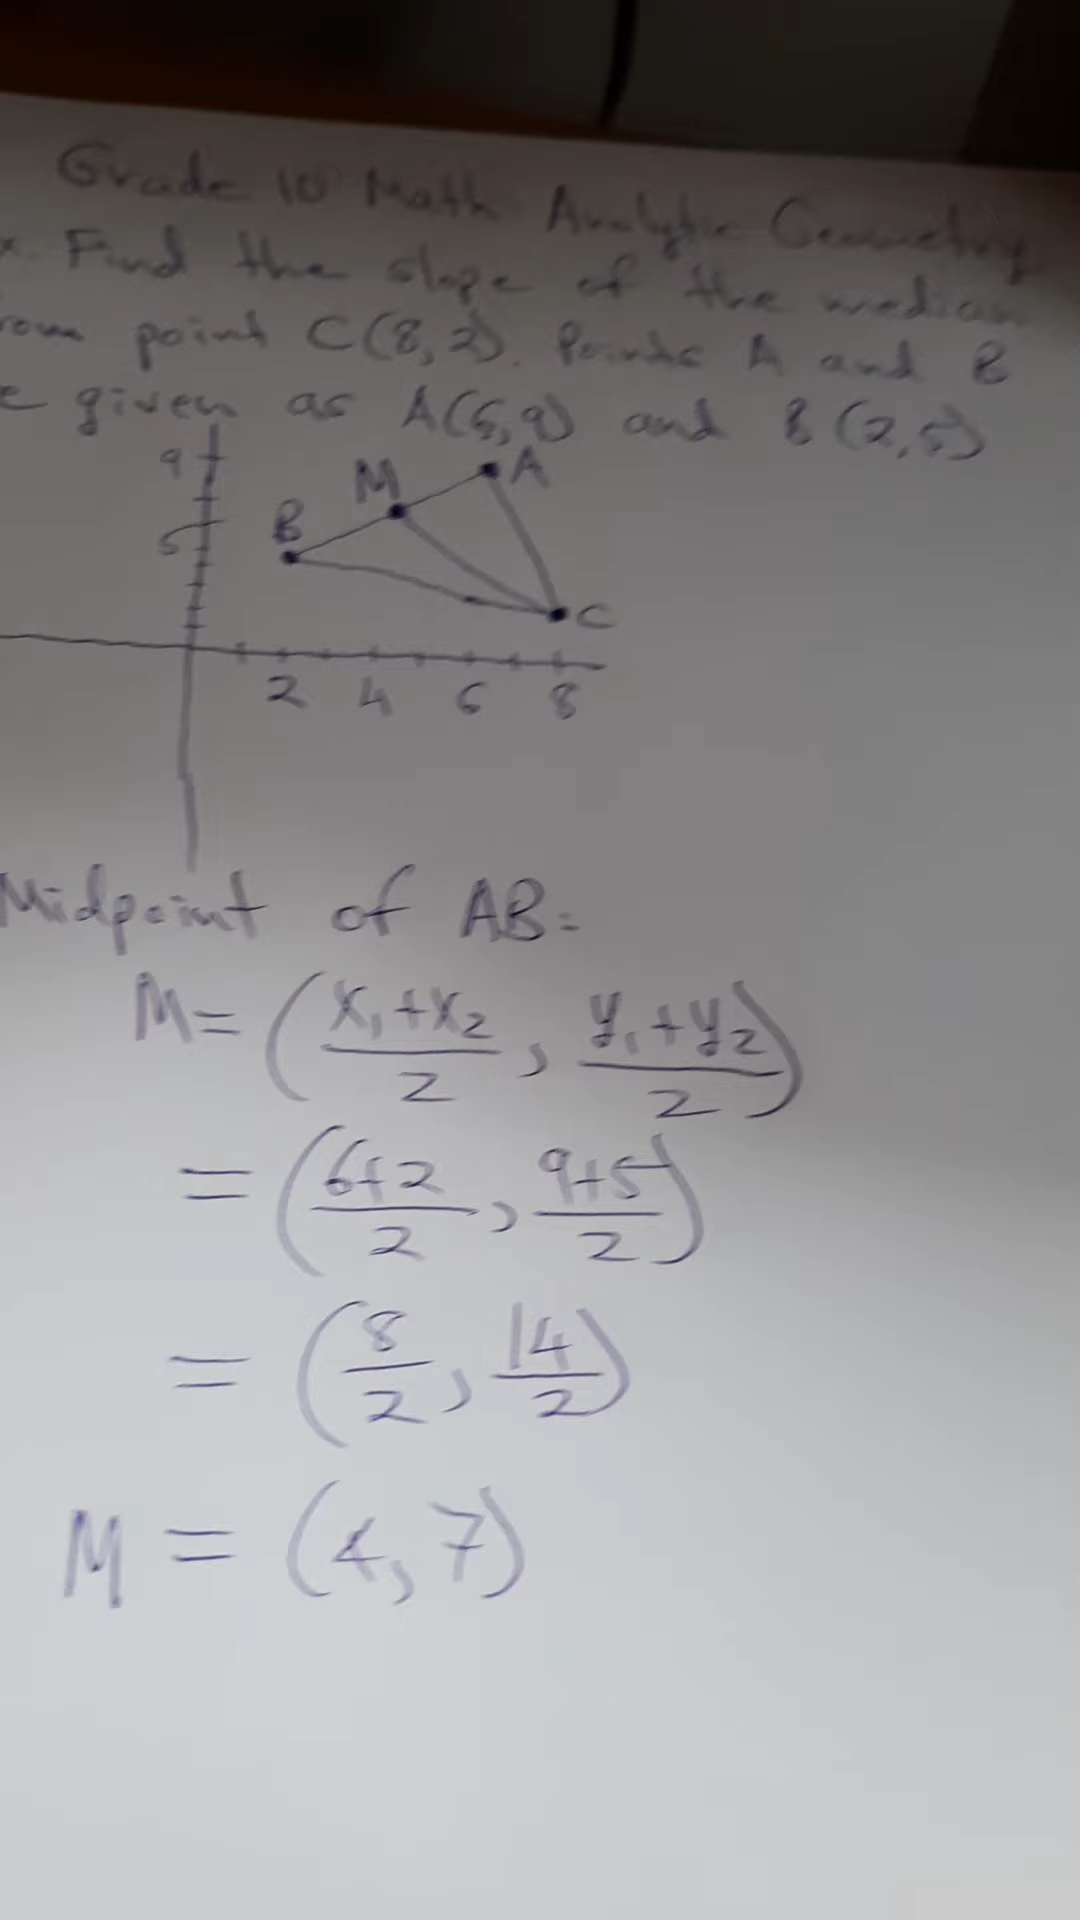 Grade 10 Math Analytic Geometry
x. Find the slope of the median
rom point C(8,2). Points A and B
e given as A(6,9) and B(2,5)
9
M
A
B
5
C
2 4 6 8
Midpoint of AB=
M= (x₁+x₂/2, y₁+y₂/2)
= (6+2/2, 9+5/2)
= (8/2, 14/2)
M = (4,7)